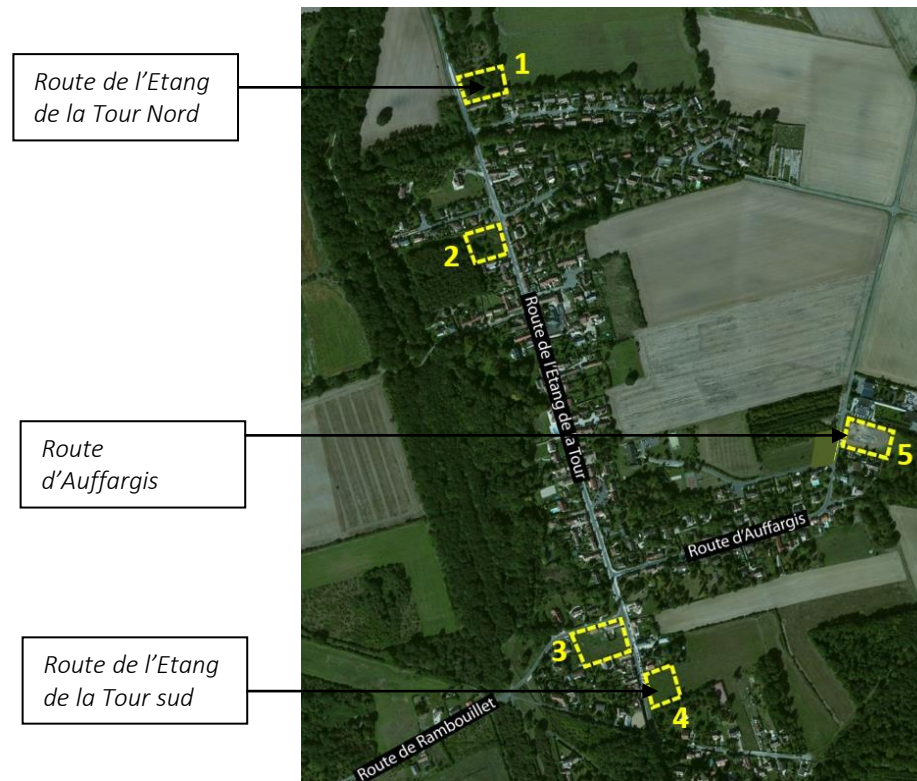 Route de l'Etang
de la Tour Nord
1
2
Route de l'Etang de la Tour
Route
d'Auffargis
5
Route d'Auffargis
Route de l'Etang
de la Tour sud
3
4
Route de Rambouillet